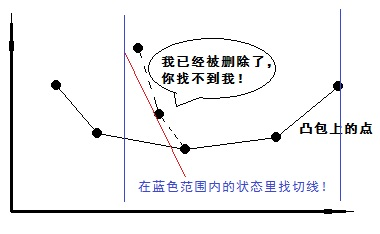 我已经被删除了，
你找不到我！
凸包上的点
在蓝色范围内的状态里找切线！